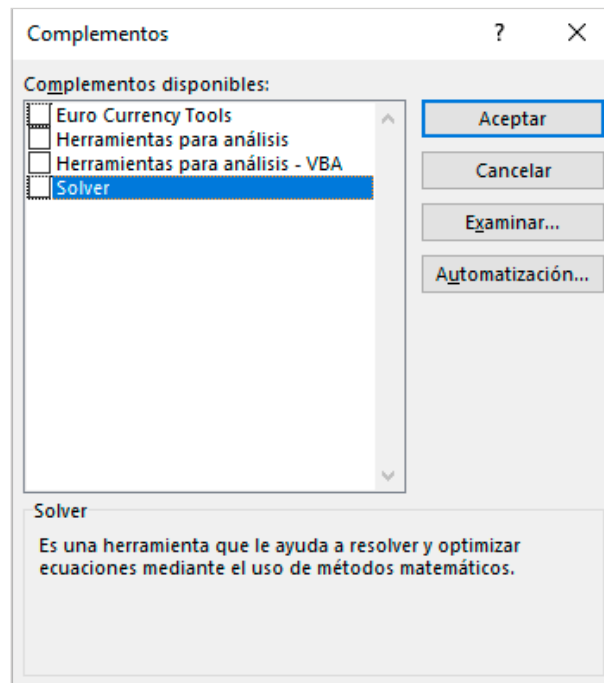 Complementos ?
Complementos disponibles:
Euro Currency Tools
Herramientas para análisis
Herramientas para análisis - VBA
Solver
Aceptar
Cancelar
Examinar...
Automatización...
Solver
Es una herramienta que le ayuda a resolver y optimizar
ecuaciones mediante el uso de métodos matemáticos.